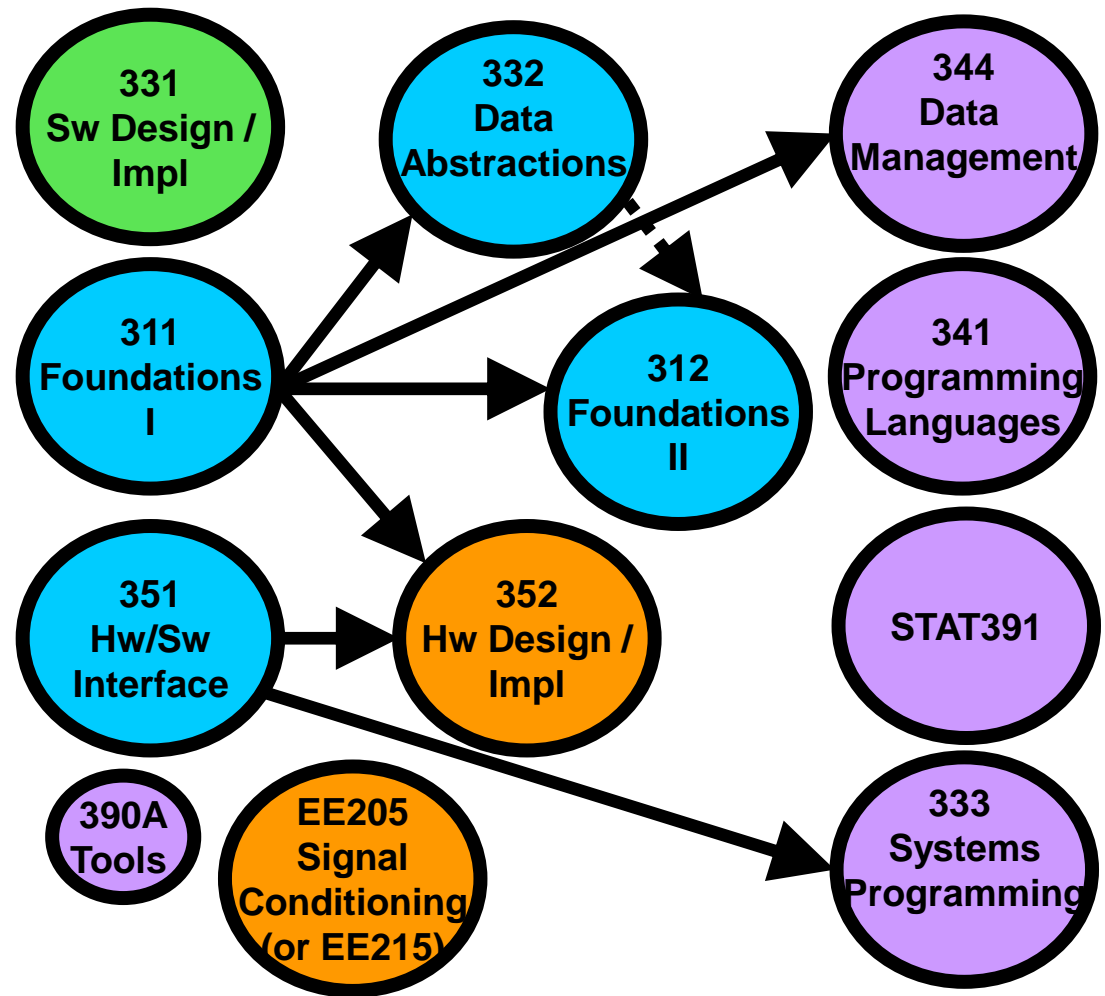 331
Sw Design /
Impl
332
Data
Abstractions
344
Data
Management
311
Foundations
I
312
Foundations
II
341
Programming
Languages
351
Hw/Sw
Interface
352
Hw Design /
Impl
STAT391
390A
Tools
EE205
Signal
Conditioning
(or EE215)
333
Systems
Programming